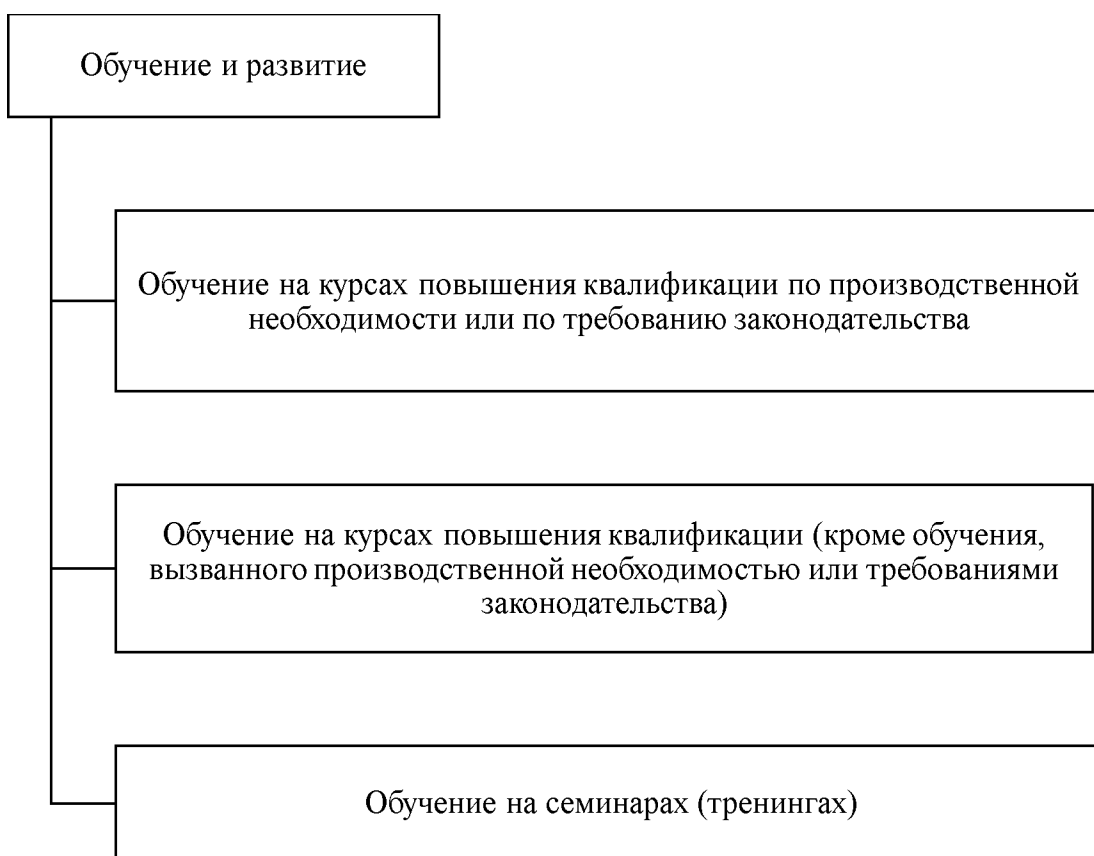 Обучение и развитие
Обучение на курсах повышения квалификации по производственной
необходимости или по требованию законодательства
Обучение на курсах повышения квалификации (кроме обучения,
вызванного производственной необходимостью или требованиями
законодательства)
Обучение на семинарах (тренингах)